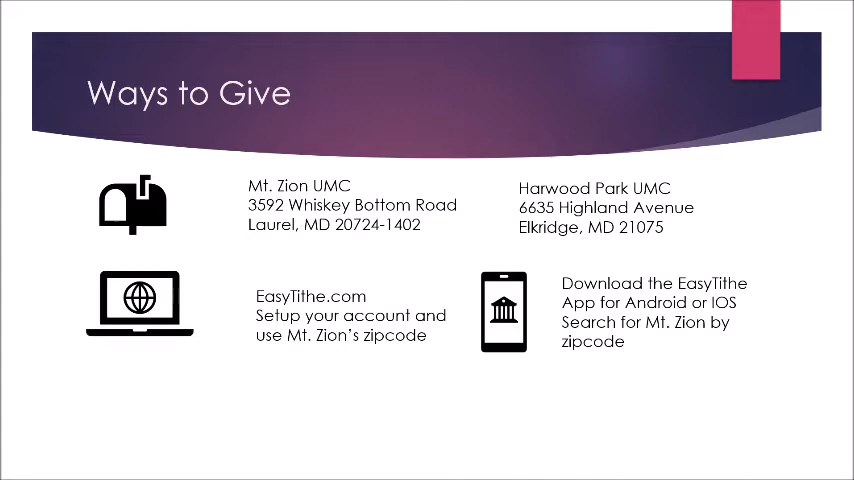 Ways to Give
Mt. Zion UMC
3592 Whiskey Bottom Road
Laurel, MD 20724-1402
Harwood Park UMC
6635 Highland Avenue
Elkridge, MD 21075
EasyTithe.com
Setup your account and
use Mt. Zion’s zipcode
Download the EasyTithe
App for Android or IOS
Search for Mt. Zion by
zipcode